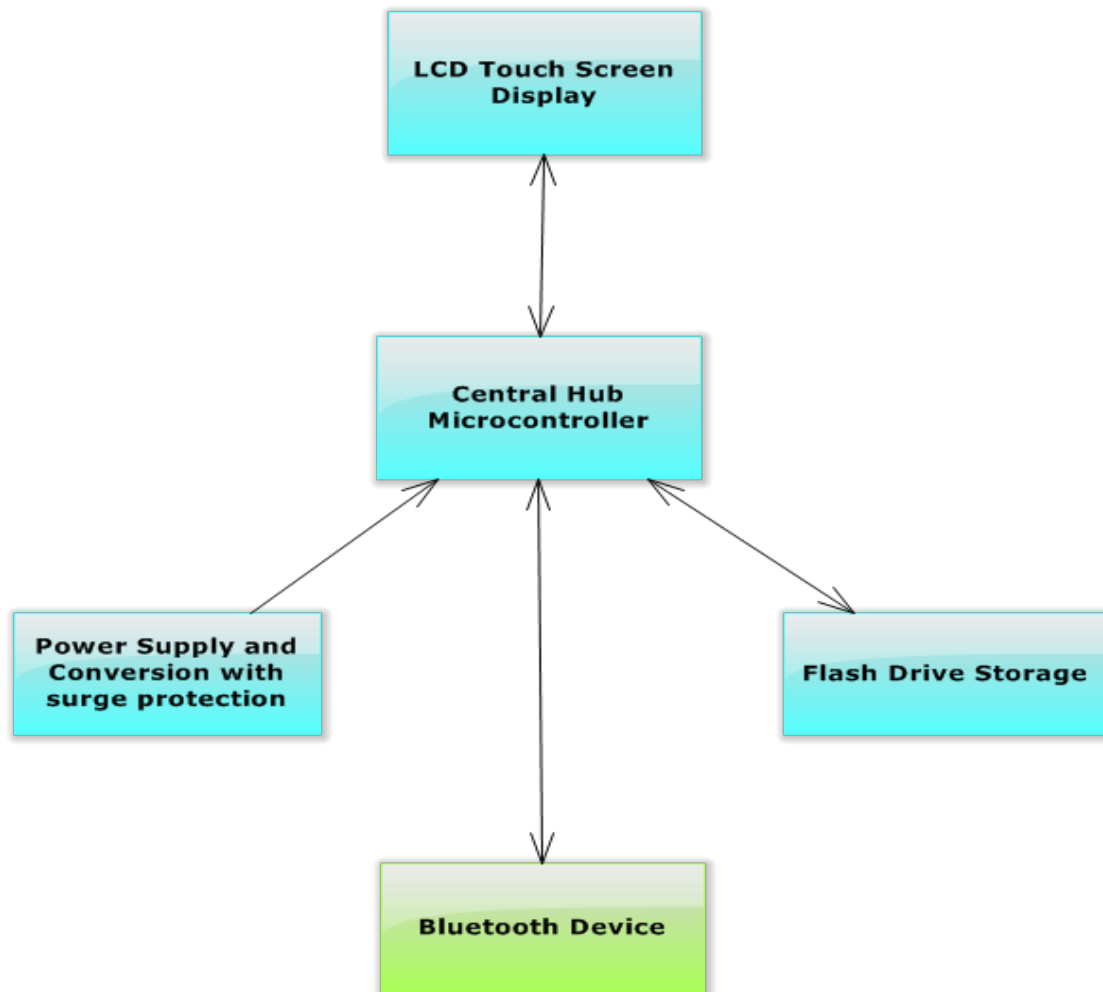 LCD Touch Screen
Display
Central Hub
Microcontroller
Power Supply and
Conversion with
surge protection
Flash Drive Storage
Bluetooth Device